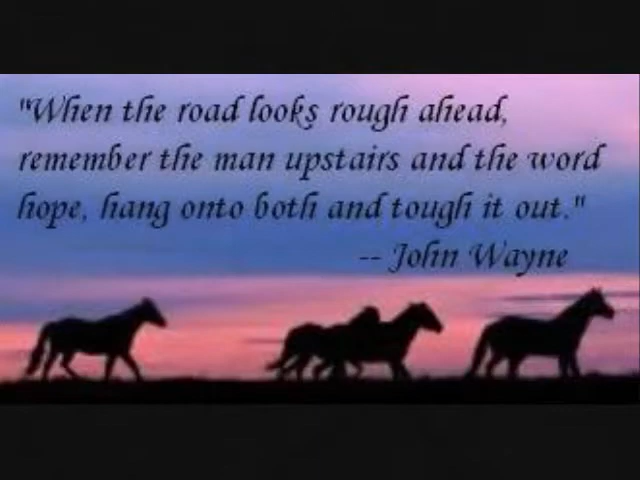 "When the road looks rough ahead,
remember the man upstairs and the word
hope, hang onto both and tough it out."
-- John Wayne